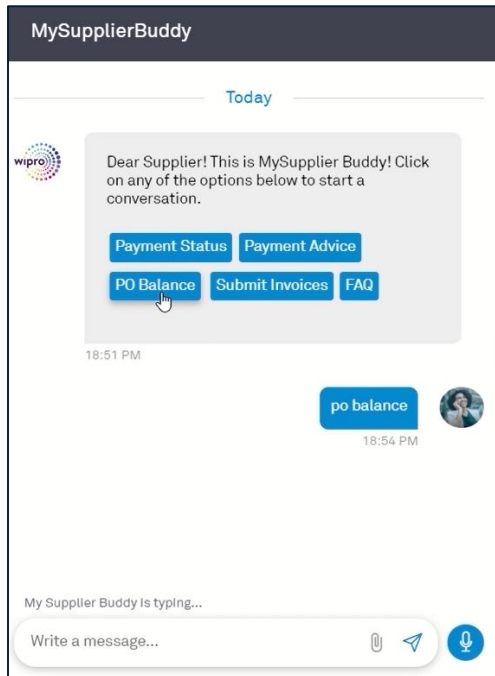 MySupplierBuddy
Today
wipro
Dear Supplier! This is MySupplier Buddy! Click
on any of the options below to start a
conversation.
Payment Status Payment Advice
PO Balance Submit Invoices FAQ
18:51 PM
po balance
18:54 PM
My Supplier Buddy is typing...
Write a message...